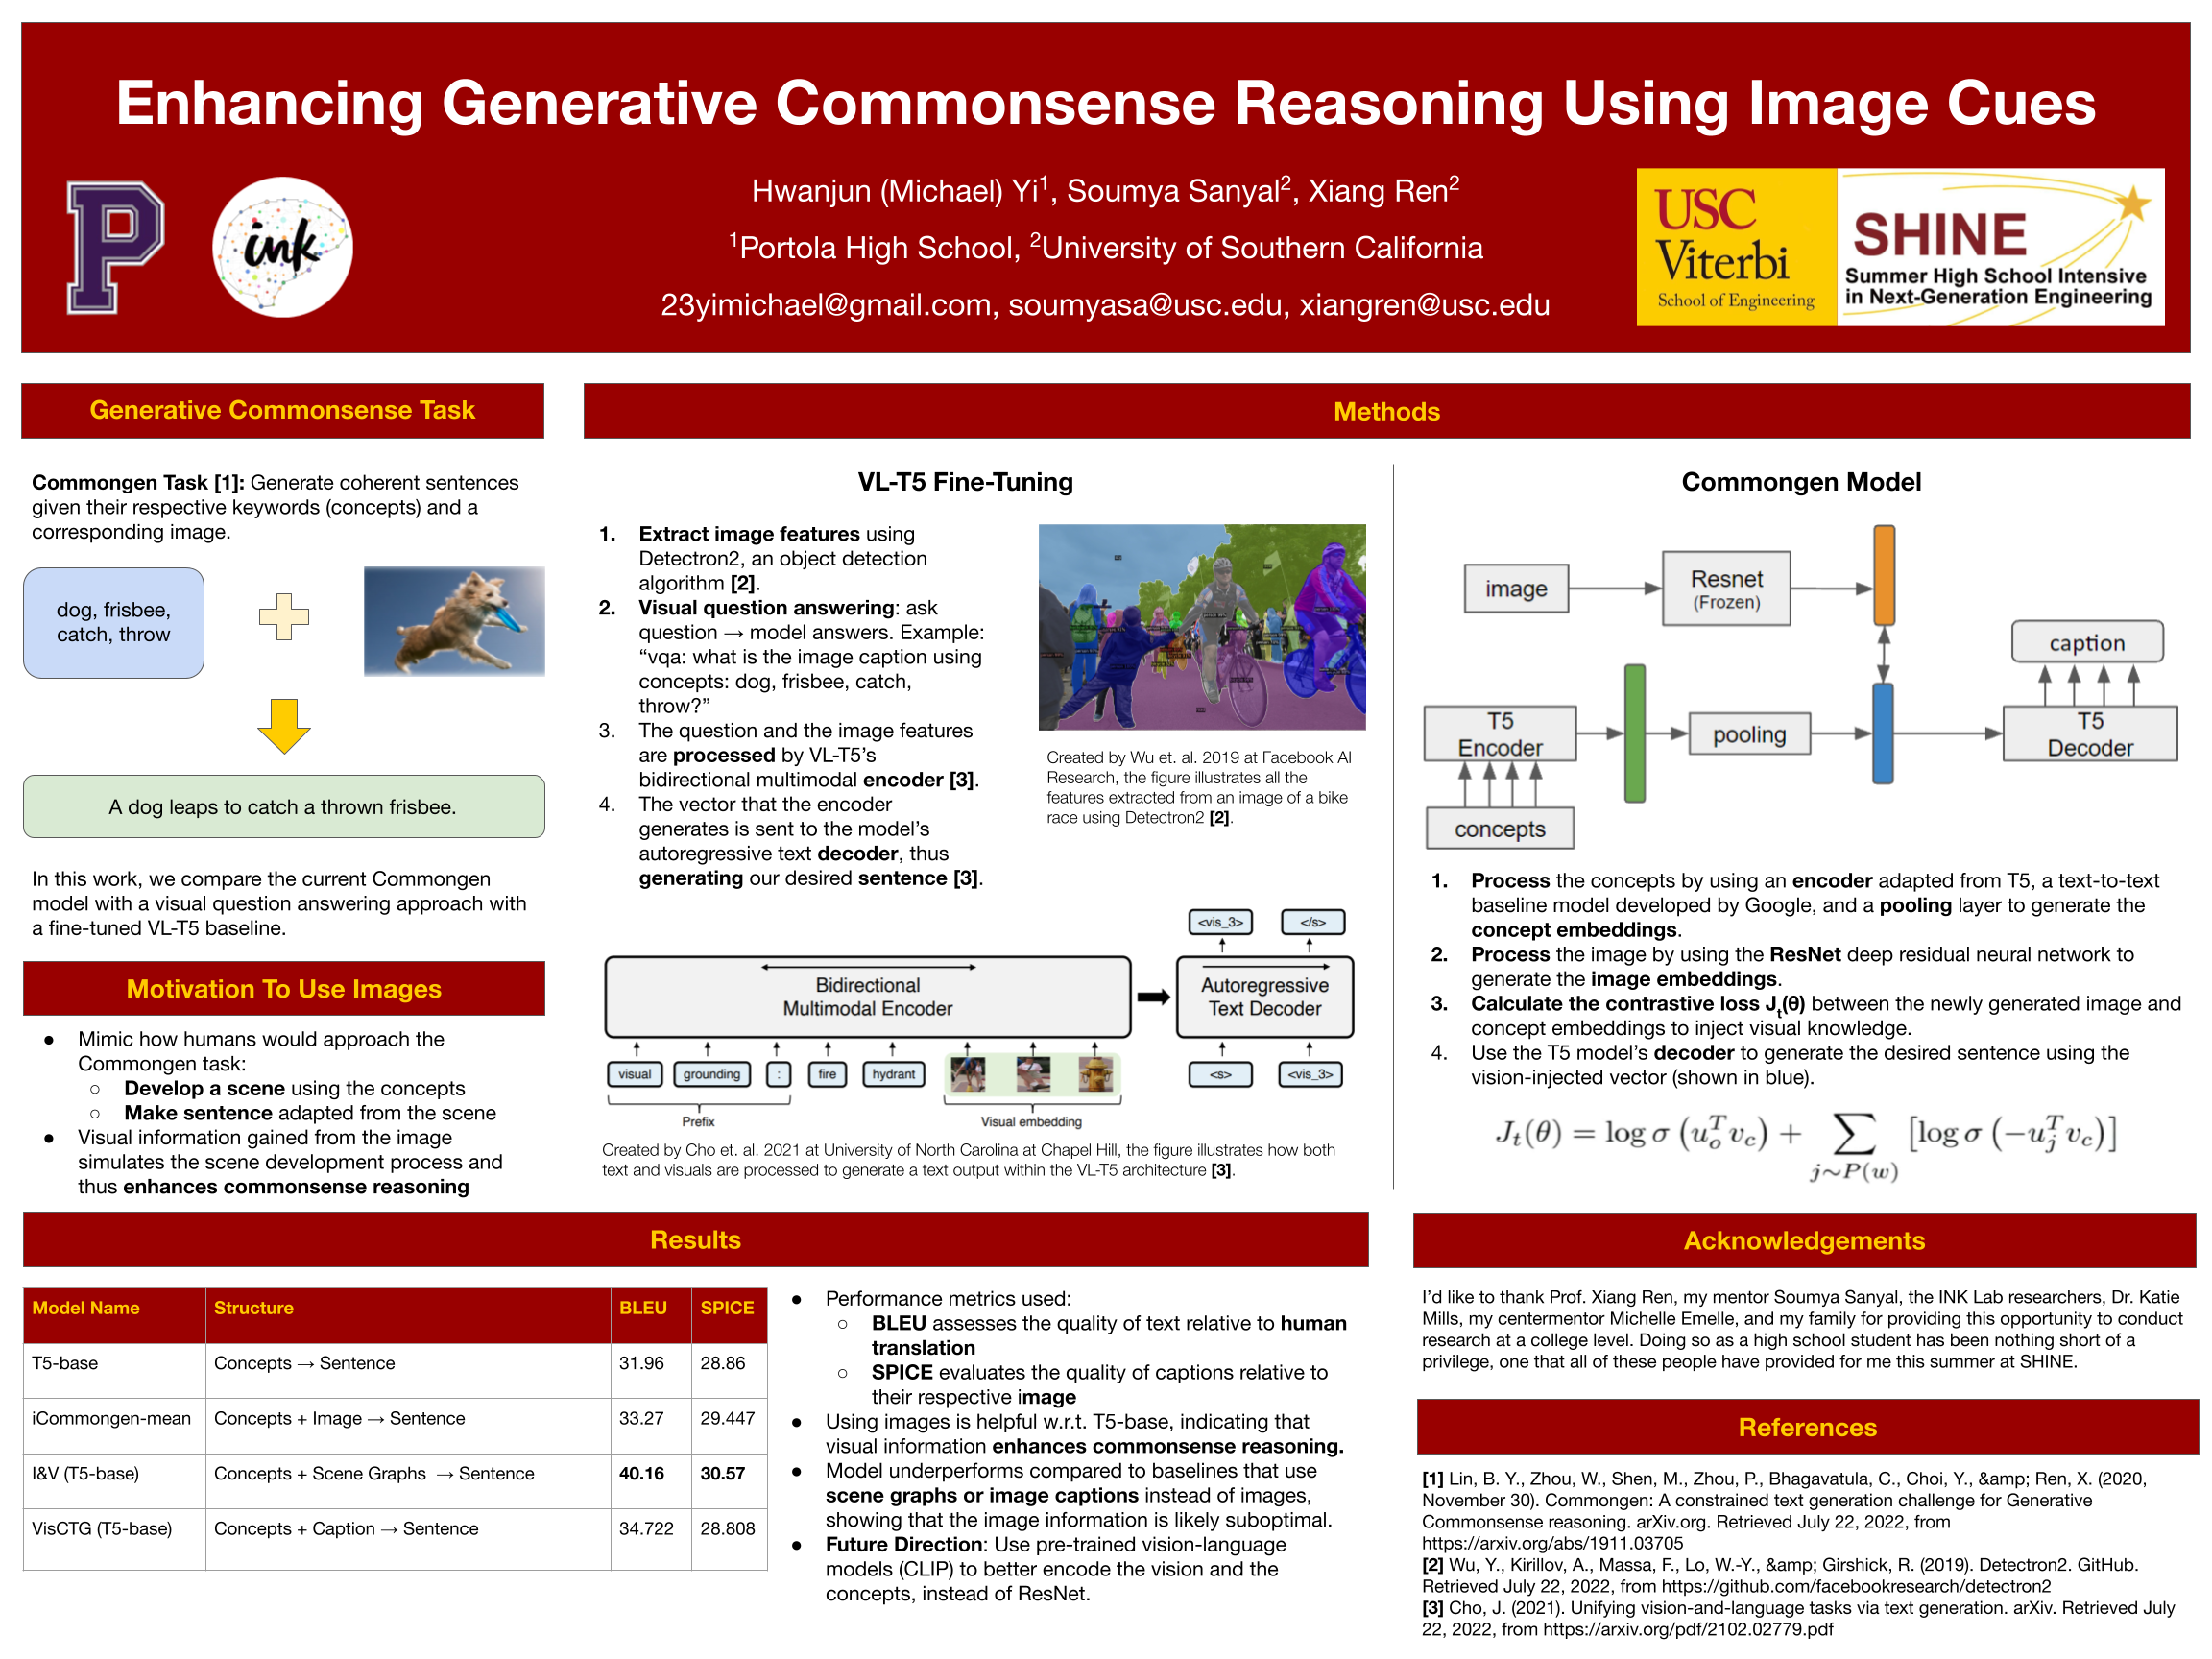 Enhancing Generative Commonsense Reasoning Using Image Cues
P
ink
Hwanjun (Michael) Yi1, Soumya Sanyal2, Xiang Ren2
1Portola High School, 2University of Southern California
23yimichael@gmail.com, soumyasa@usc.edu, xiangren@usc.edu
USC
Viterbi
School of Engineering
SHINE
Summer High School Intensive
in Next-Generation Engineering
Generative Commonsense Task
Commongen Task [1]: Generate coherent sentences
given their respective keywords (concepts) and a
corresponding image.
dog, frisbee,
catch, throw
A dog leaps to catch a thrown frisbee.
In this work, we compare the current Commongen
model with a visual question answering approach with
a fine-tuned VL-T5 baseline.
Motivation To Use Images
● Mimic how humans would approach the
Commongen task:
○ Develop a scene using the concepts
○ Make sentence adapted from the scene
● Visual information gained from the image
simulates the scene development process and
thus enhances commonsense reasoning
Methods
VL-T5 Fine-Tuning
1. Extract image features using
Detectron2, an object detection
algorithm [2].
2. Visual question answering: ask
question → model answers. Example:
“vqa: what is the image caption using
concepts: dog, frisbee, catch,
throw?”
3. The question and the image features
are processed by VL-T5’s
bidirectional multimodal encoder [3].
4. The vector that the encoder
generates is sent to the model’s
autoregressive text decoder, thus
generating our desired sentence [3].
Created by Wu et. al. 2019 at Facebook AI
Research, the figure illustrates all the
features extracted from an image of a bike
race using Detectron2 [2].
<vis_3> </s>
Bidirectional
Multimodal Encoder
Autoregressive
Text Decoder
visual grounding : fire hydrant
<s> <vis_3>
Prefix
Visual embedding
Created by Cho et. al. 2021 at University of North Carolina at Chapel Hill, the figure illustrates how both
text and visuals are processed to generate a text output within the VL-T5 architecture [3].
Commongen Model
image
Resnet
(Frozen)
caption
T5
Encoder
pooling
T5
Decoder
concepts
1. Process the concepts by using an encoder adapted from T5, a text-to-text
baseline model developed by Google, and a pooling layer to generate the
concept embeddings.
2. Process the image by using the ResNet deep residual neural network to
generate the image embeddings.
3. Calculate the contrastive loss Jt(θ) between the newly generated image and
concept embeddings to inject visual knowledge.
4. Use the T5 model’s decoder to generate the desired sentence using the
vision-injected vector (shown in blue).
J_t(θ) = log σ (u_o^T v_c) + ∑_{j∼P(w)} [log σ (−u_j^T v_c)]
Results
Model Name Structure BLEU SPICE
T5-base Concepts → Sentence 31.96 28.86
iCommongen-mean Concepts + Image → Sentence 33.27 29.447
I&V (T5-base) Concepts + Scene Graphs → Sentence 40.16 30.57
VisCTG (T5-base) Concepts + Caption → Sentence 34.722 28.808
● Performance metrics used:
○ BLEU assesses the quality of text relative to human
translation
○ SPICE evaluates the quality of captions relative to
their respective image
● Using images is helpful w.r.t. T5-base, indicating that
visual information enhances commonsense reasoning.
● Model underperforms compared to baselines that use
scene graphs or image captions instead of images,
showing that the image information is likely suboptimal.
● Future Direction: Use pre-trained vision-language
models (CLIP) to better encode the vision and the
concepts, instead of ResNet.
Acknowledgements
I’d like to thank Prof. Xiang Ren, my mentor Soumya Sanyal, the INK Lab researchers, Dr. Katie
Mills, my centermentor Michelle Emelle, and my family for providing this opportunity to conduct
research at a college level. Doing so as a high school student has been nothing short of a
privilege, one that all of these people have provided for me this summer at SHINE.
References
[1] Lin, B. Y., Zhou, W., Shen, M., Zhou, P., Bhagavatula, C., Choi, Y., &amp; Ren, X. (2020,
November 30). Commongen: A constrained text generation challenge for Generative
Commonsense reasoning. arXiv.org. Retrieved July 22, 2022, from
https://arxiv.org/abs/1911.03705
[2] Wu, Y., Kirillov, A., Massa, F., Lo, W.-Y., &amp; Girshick, R. (2019). Detectron2. GitHub.
Retrieved July 22, 2022, from https://github.com/facebookresearch/detectron2
[3] Cho, J. (2021). Unifying vision-and-language tasks via text generation. arXiv. Retrieved July
22, 2022, from https://arxiv.org/pdf/2102.02779.pdf